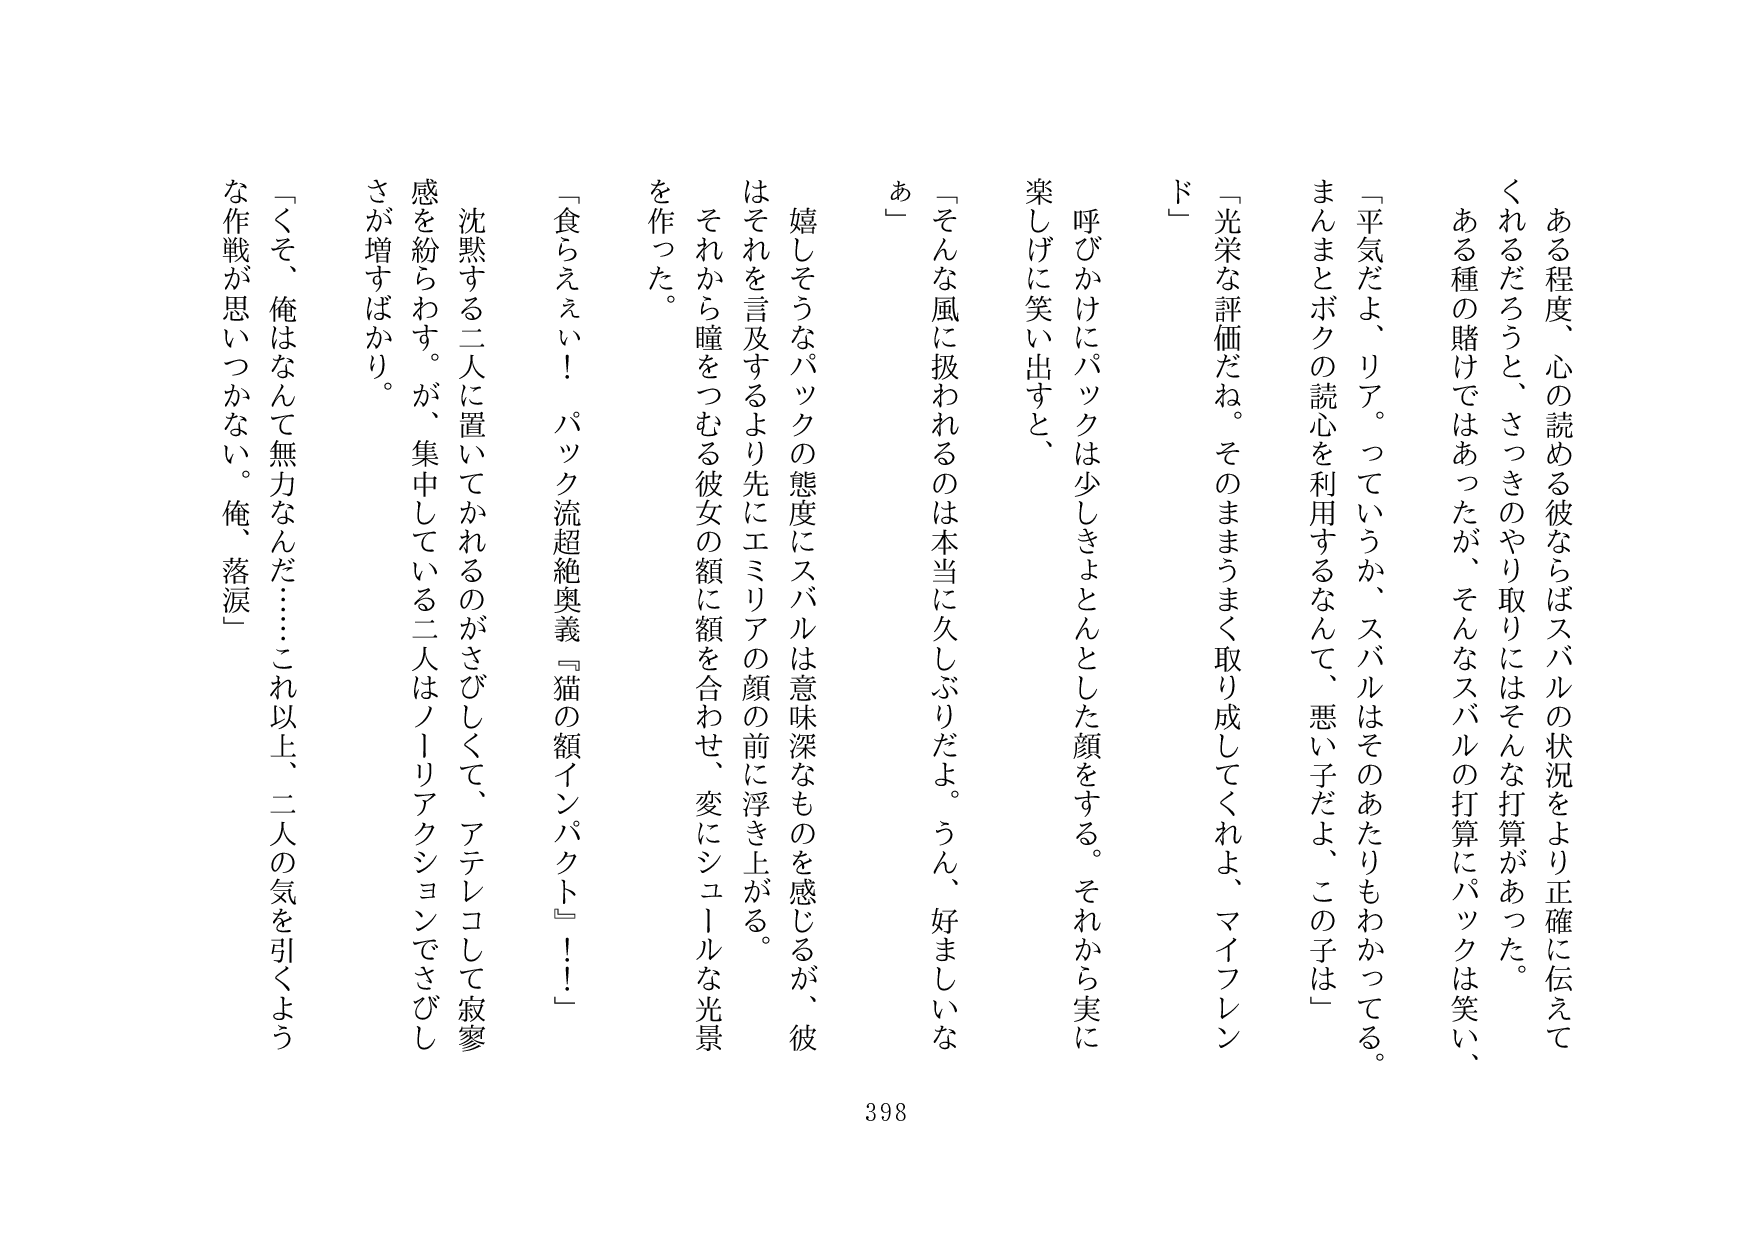 ある程度、心の読める彼ならばスバルの状況をより正確に伝えて
くれるだろうと、さっきのやり取りにはそんな打算があった。
　ある種の賭けではあったが、そんなスバルの打算にパックは笑い、
「平気だよ、リア。っていうか、スバルはそのあたりもわかってる。
まんまとボクの読心を利用するなんて、悪い子だよ、この子は」
「光栄な評価だね。そのままうまく取り成してくれよ、マイフレン
ド」
　呼びかけにパックは少しきょとんとした顔をする。それから実に
楽しげに笑い出すと、
「そんな風に扱われるのは本当に久しぶりだよ。うん、好ましいな
ぁ」
　嬉しそうなパックの態度にスバルは意味深なものを感じるが、彼
はそれを言及するより先にエミリアの顔の前に浮き上がる。
　それから瞳をつむる彼女の額に額を合わせ、変にシュールな光景
を作った。
「食らえぇい！　パック流超絶奥義『猫の額インパクト』！！」
　沈黙する二人に置いてかれるのがさびしくて、アテレコして寂寥
感を紛らわす。が、集中している二人はノーリアクションでさびし
さが増すばかり。
「くそ、俺はなんて無力なんだ……これ以上、二人の気を引くよう
な作戦が思いつかない。俺、落涙」
398